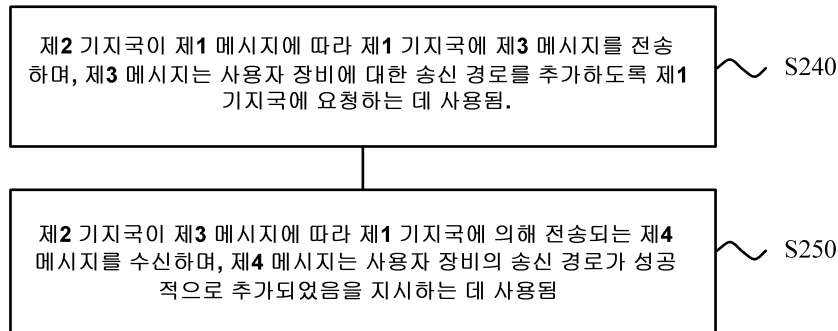 제2 기지국이 제1 메시지에 따라 제1 기지국에 제3 메시지를 전송
하며, 제3 메시지는 사용자 장비에 대한 송신 경로를 추가하도록 제1
기지국에 요청하는 데 사용됨.
S240
제2 기지국이 제3 메시지에 따라 제1 기지국에 의해 전송되는 제4
메시지를 수신하며, 제4 메시지는 사용자 장비의 송신 경로가 성공
적으로 추가되었음을 지시하는 데 사용됨
S250